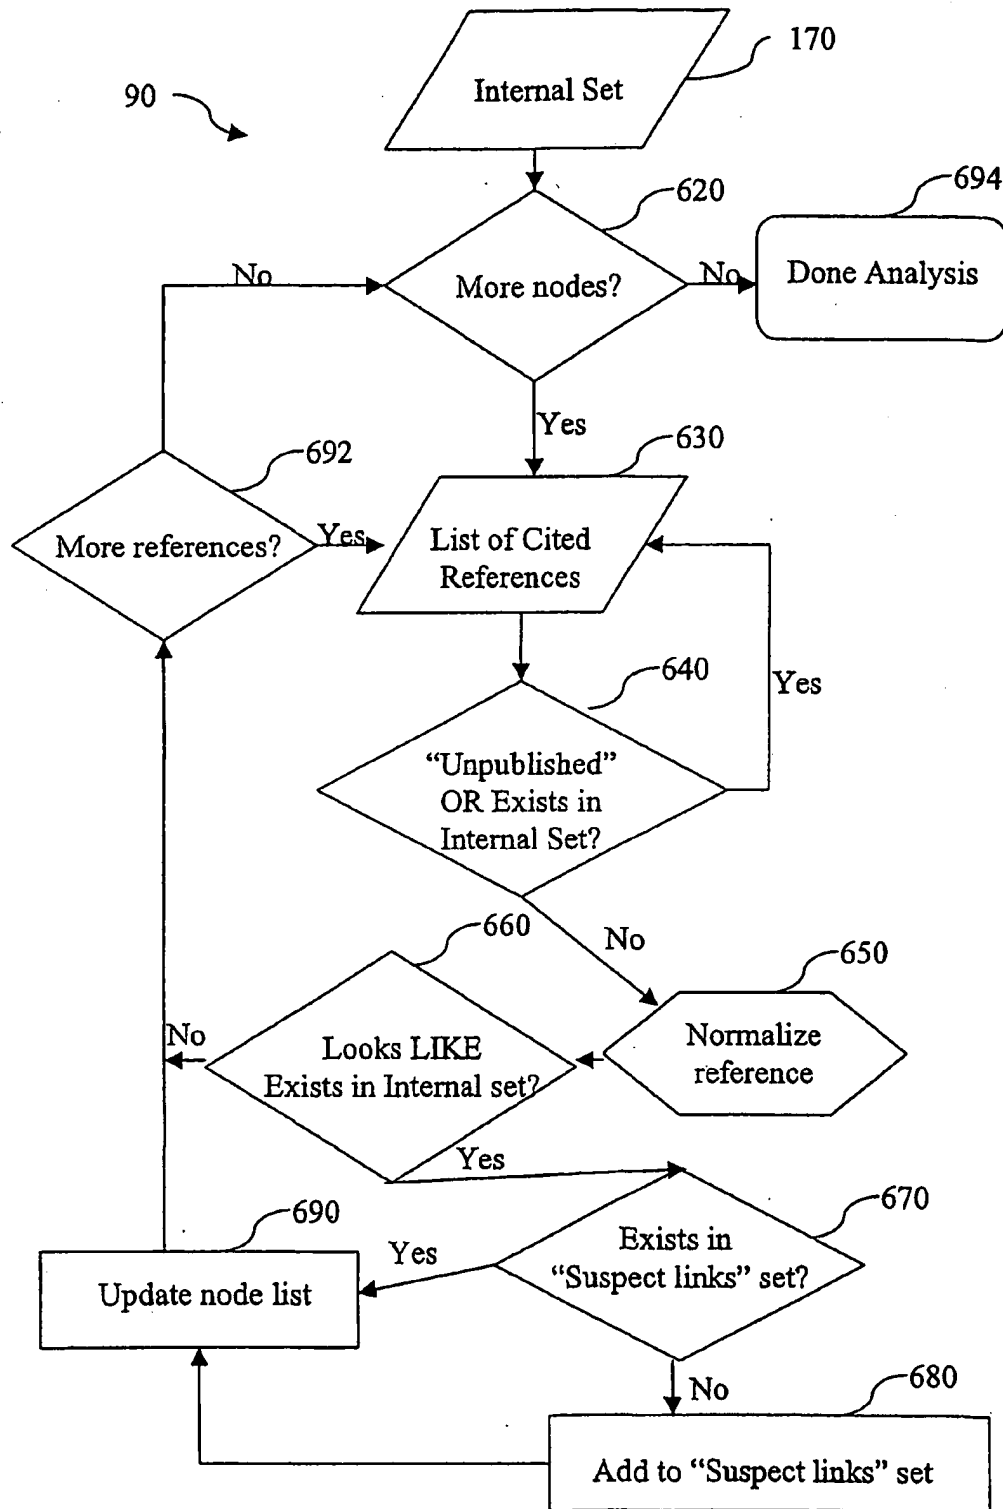 170
Internal Set
90
620
694
No
More nodes?
No
Done Analysis
Yes
630
692
More references?
Yes
List of Cited
References
640
Yes
“Unpublished”
OR Exists in
Internal Set?
660
No
650
No
Looks LIKE
Exists in Internal set?
Normalize
reference
Yes
670
690
Yes
Exists in
“Suspect links” set?
Update node list
No
680
Add to “Suspect links” set